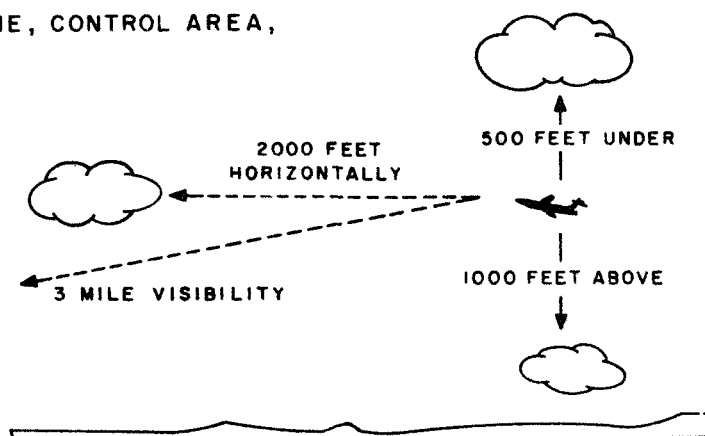 CONTROL AREA,
500 FEET UNDER
2000 FEET
HORIZONTALLY
1000 FEET ABOVE
3 MILE VISIBILITY